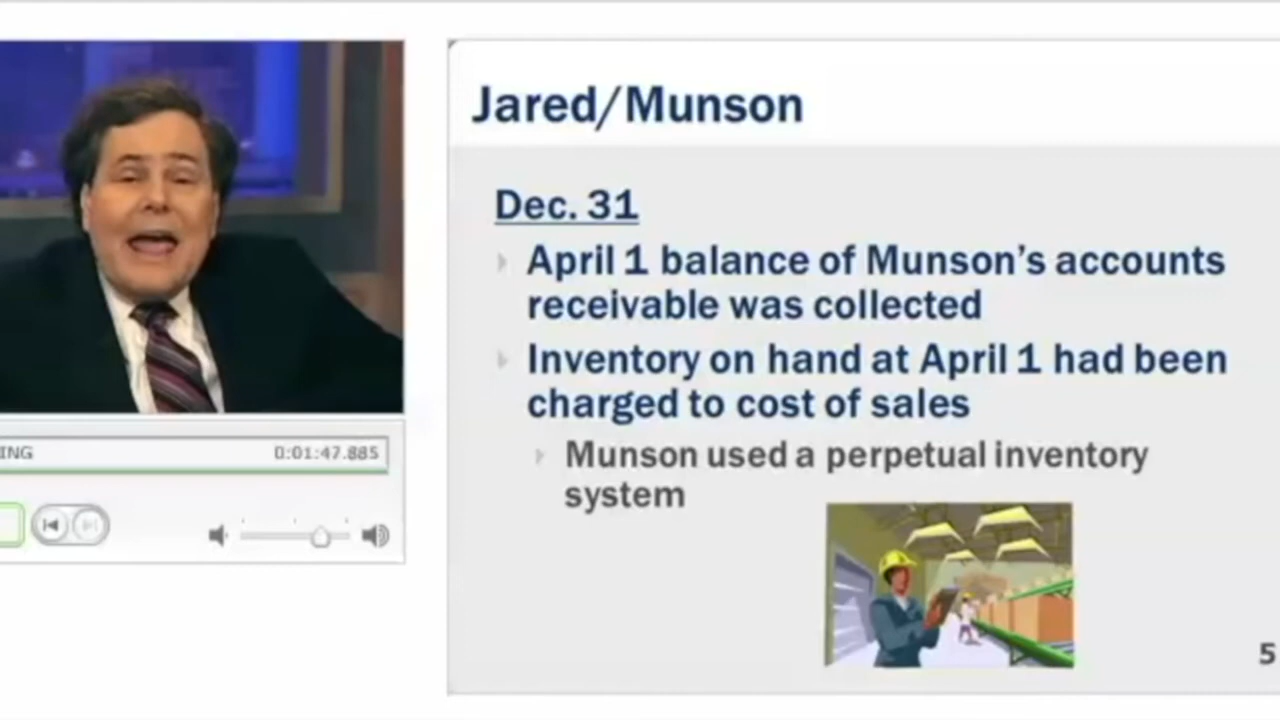 Jared/Munson
Dec. 31
April 1 balance of Munson's accounts
receivable was collected
Inventory on hand at April 1 had been
charged to cost of sales
Munson used a perpetual inventory
system
5
ING
0:01:47.885